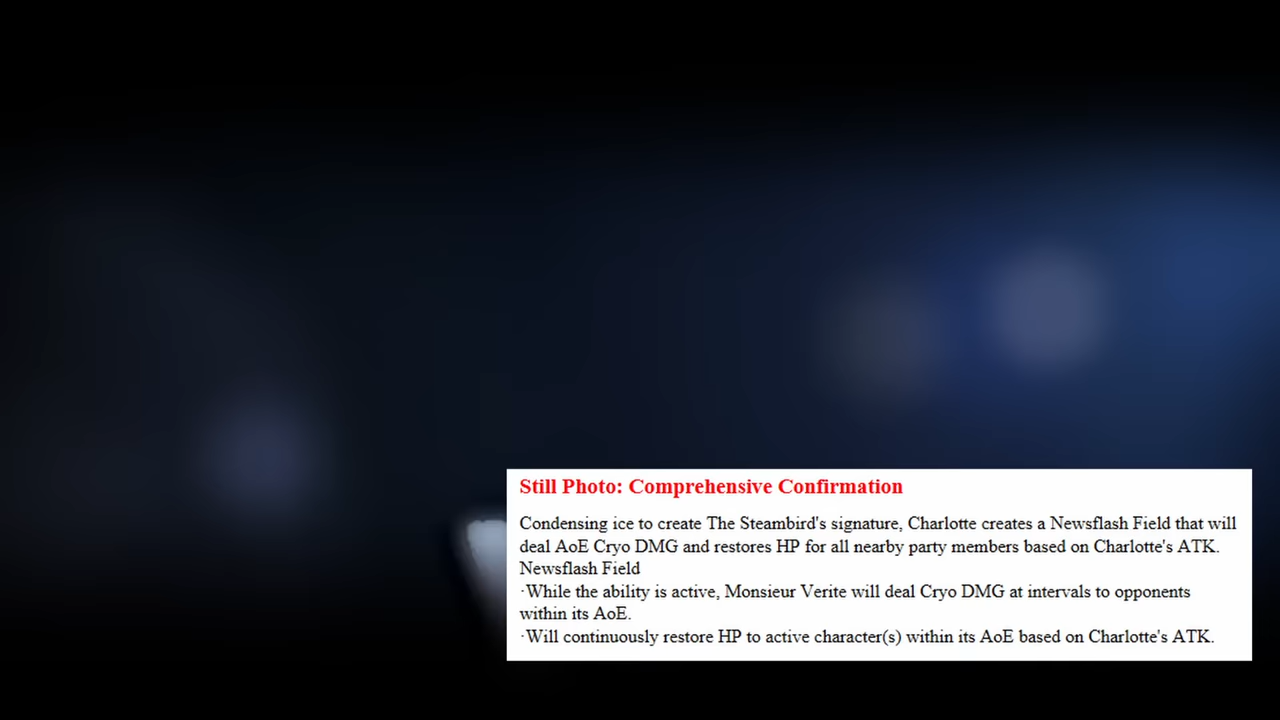 Still Photo: Comprehensive Confirmation
Condensing ice to create The Steambird's signature, Charlotte creates a Newsflash Field that will
deal AoE Cryo DMG and restores HP for all nearby party members based on Charlotte's ATK.
Newsflash Field
·While the ability is active, Monsieur Verite will deal Cryo DMG at intervals to opponents
within its AoE.
·Will continuously restore HP to active character(s) within its AoE based on Charlotte's ATK.